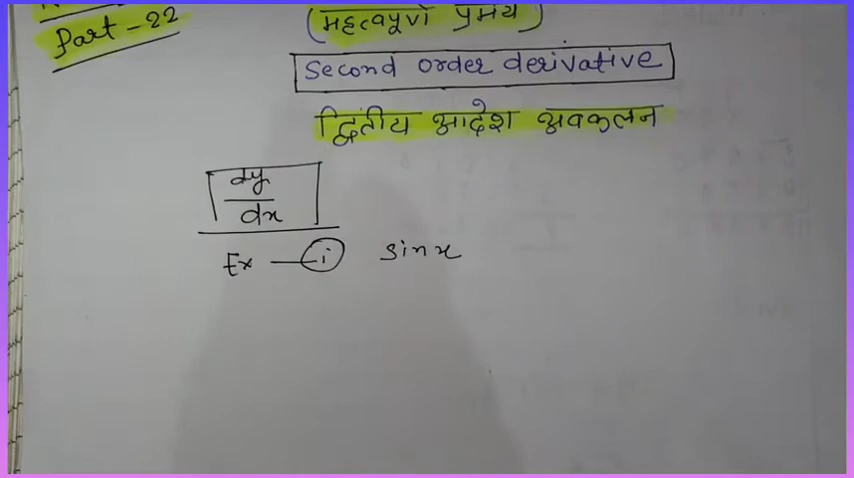 Part-22
(महत्वपूर्ण प्रमेय)
Second order derivative
द्वितीय आदेश अवकलन
dy
dx
Ex — i sinx